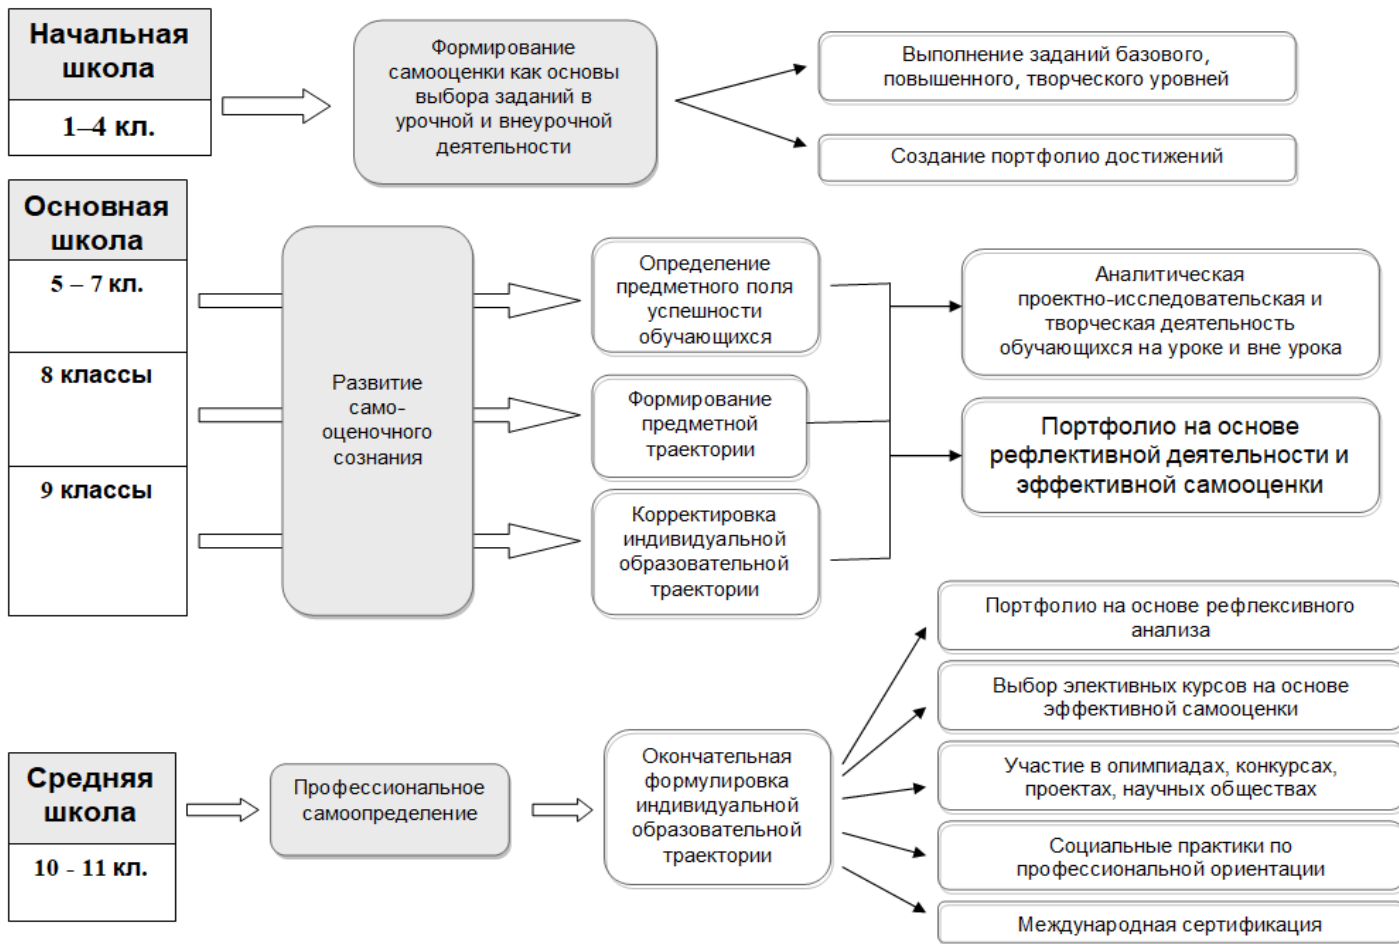 Начальная
школа
1–4 кл.
Формирование
самооценки как основы
выбора заданий в
урочной и внеурочной
деятельности
Выполнение заданий базового,
повышенного, творческого уровней
Создание портфолио достижений
Основная
школа
5 – 7 кл.
8 классы
9 классы
Развитие
само-
оценочного
сознания
Определение
предметного поля
успешности
обучающихся
Формирование
предметной
траектории
Корректировка
индивидуальной
образовательной
траектории
Аналитическая
проектно-исследовательская и
творческая деятельность
обучающихся на уроке и вне урока
Портфолио на основе
рефлективной деятельности и
эффективной самооценки
Средняя
школа
10 - 11 кл.
Профессиональное
самоопределение
Окончательная
формулировка
индивидуальной
образовательной
траектории
Портфолио на основе рефлексивного
анализа
Выбор элективных курсов на основе
эффективной самооценки
Участие в олимпиадах, конкурсах,
проектах, научных обществах
Социальные практики по
профессиональной ориентации
Международная сертификация